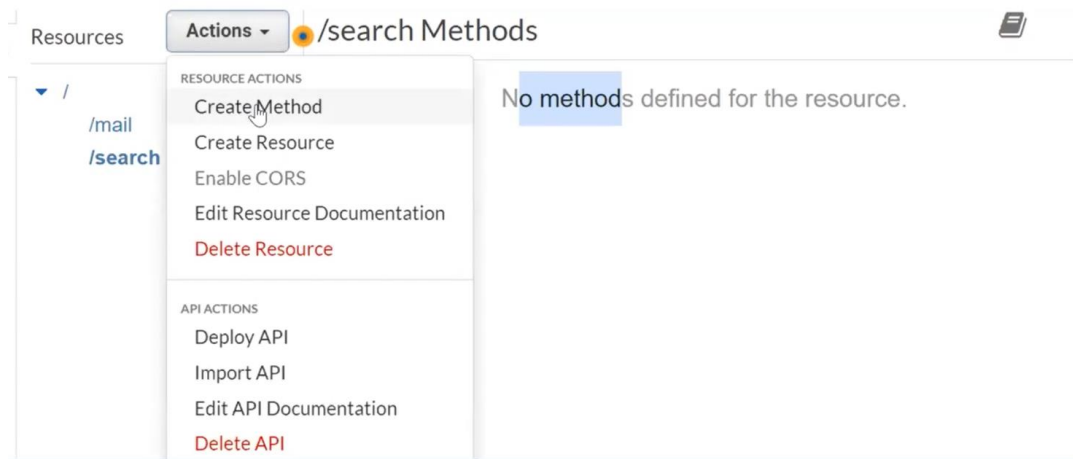 Resources
Actions
/search Methods
/
/mail
/search
RESOURCE ACTIONS
Create Method
Create Resource
Enable CORS
Edit Resource Documentation
Delete Resource
API ACTIONS
Deploy API
Import API
Edit API Documentation
Delete API
No methods defined for the resource.